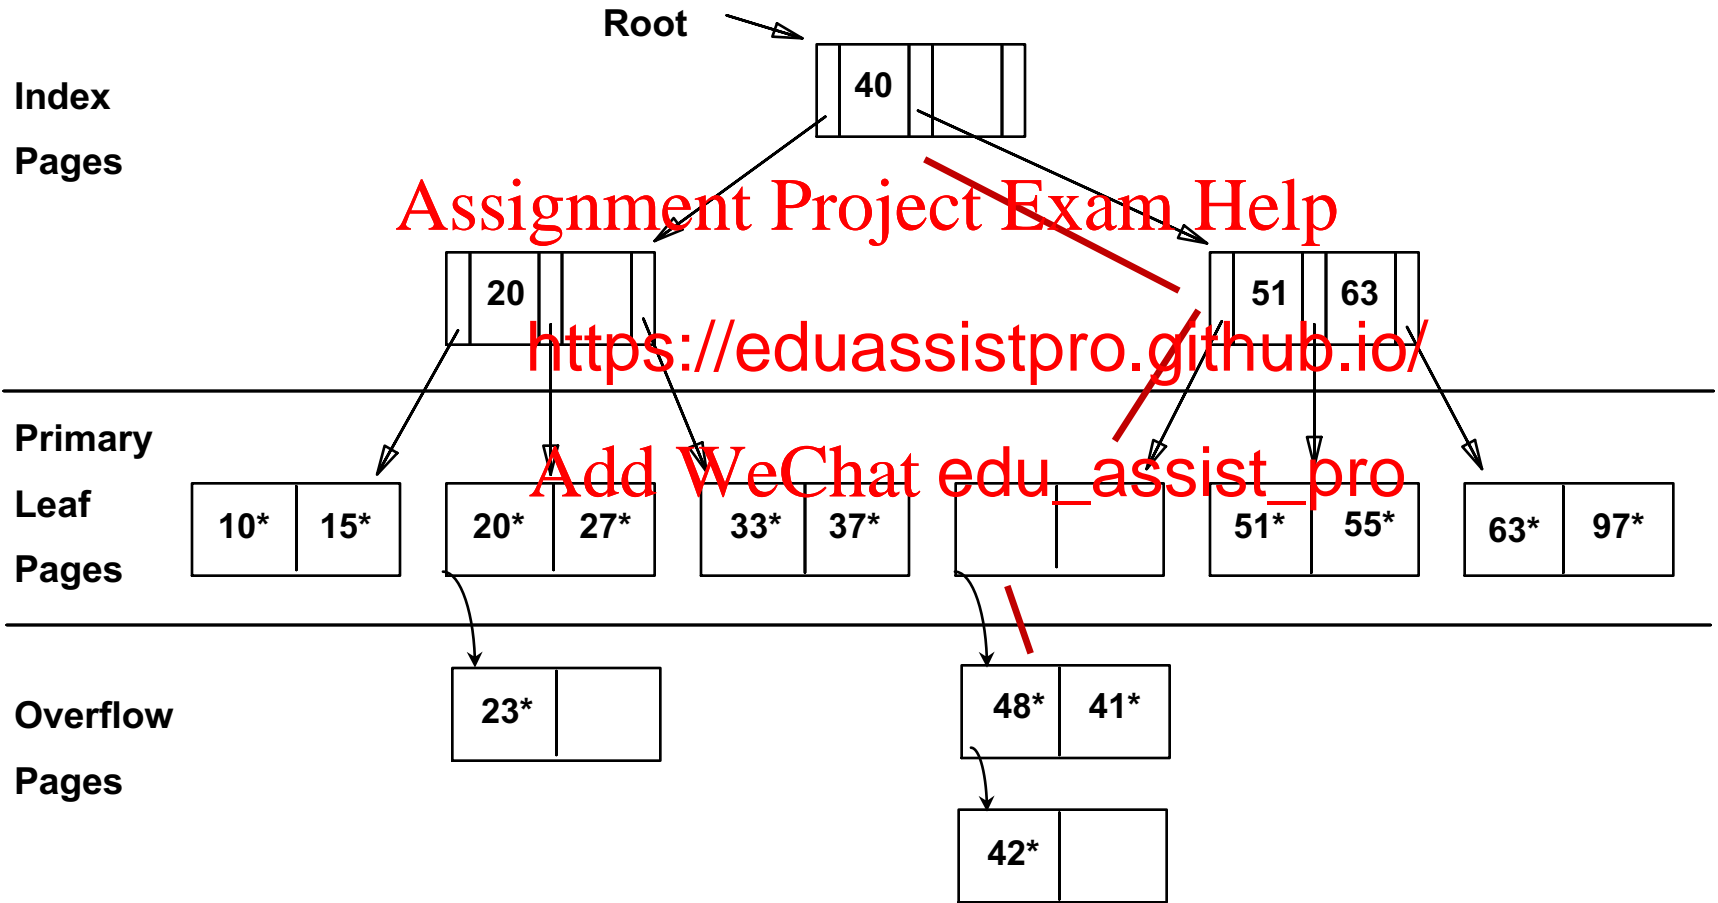 Root
40
Index
Pages
Assignment Project Exam Help
20
51 63
https://eduassistpro.github.io/
Primary
Add WeChat edu_assist_pro
Leaf
10* 15* 20* 27* 33* 37* 51* 55* 63* 97*
Pages
Overflow
23* 48* 41*
Pages
42*